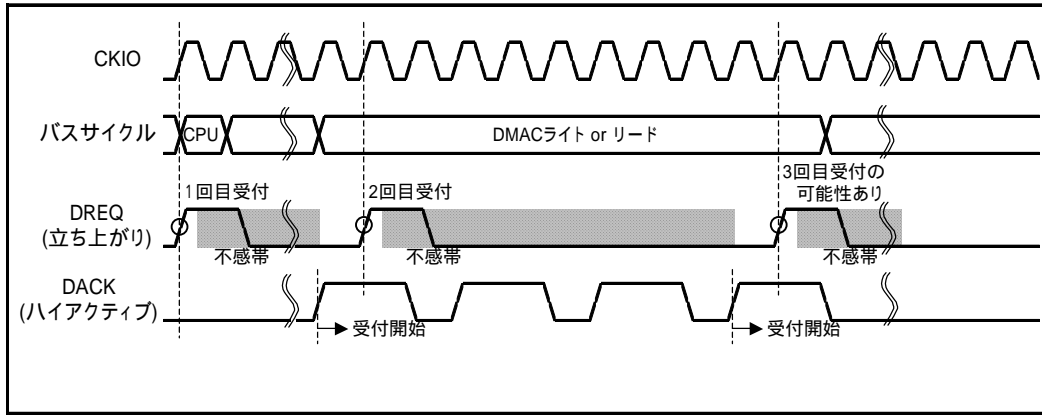 CKIO
バスサイクル
CPU
DMACライト or リード
DREQ
(立ち上がり)
1回目受付
2回目受付
3回目受付の
可能性あり
不感帯
不感帯
不感帯
DACK
(ハイアクティブ)
受付開始
受付開始